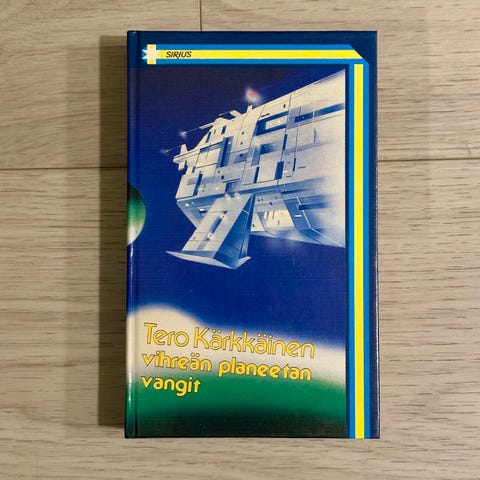 SIRIUS
Tero Kärkkäinen
vihreän planeetan
vangit